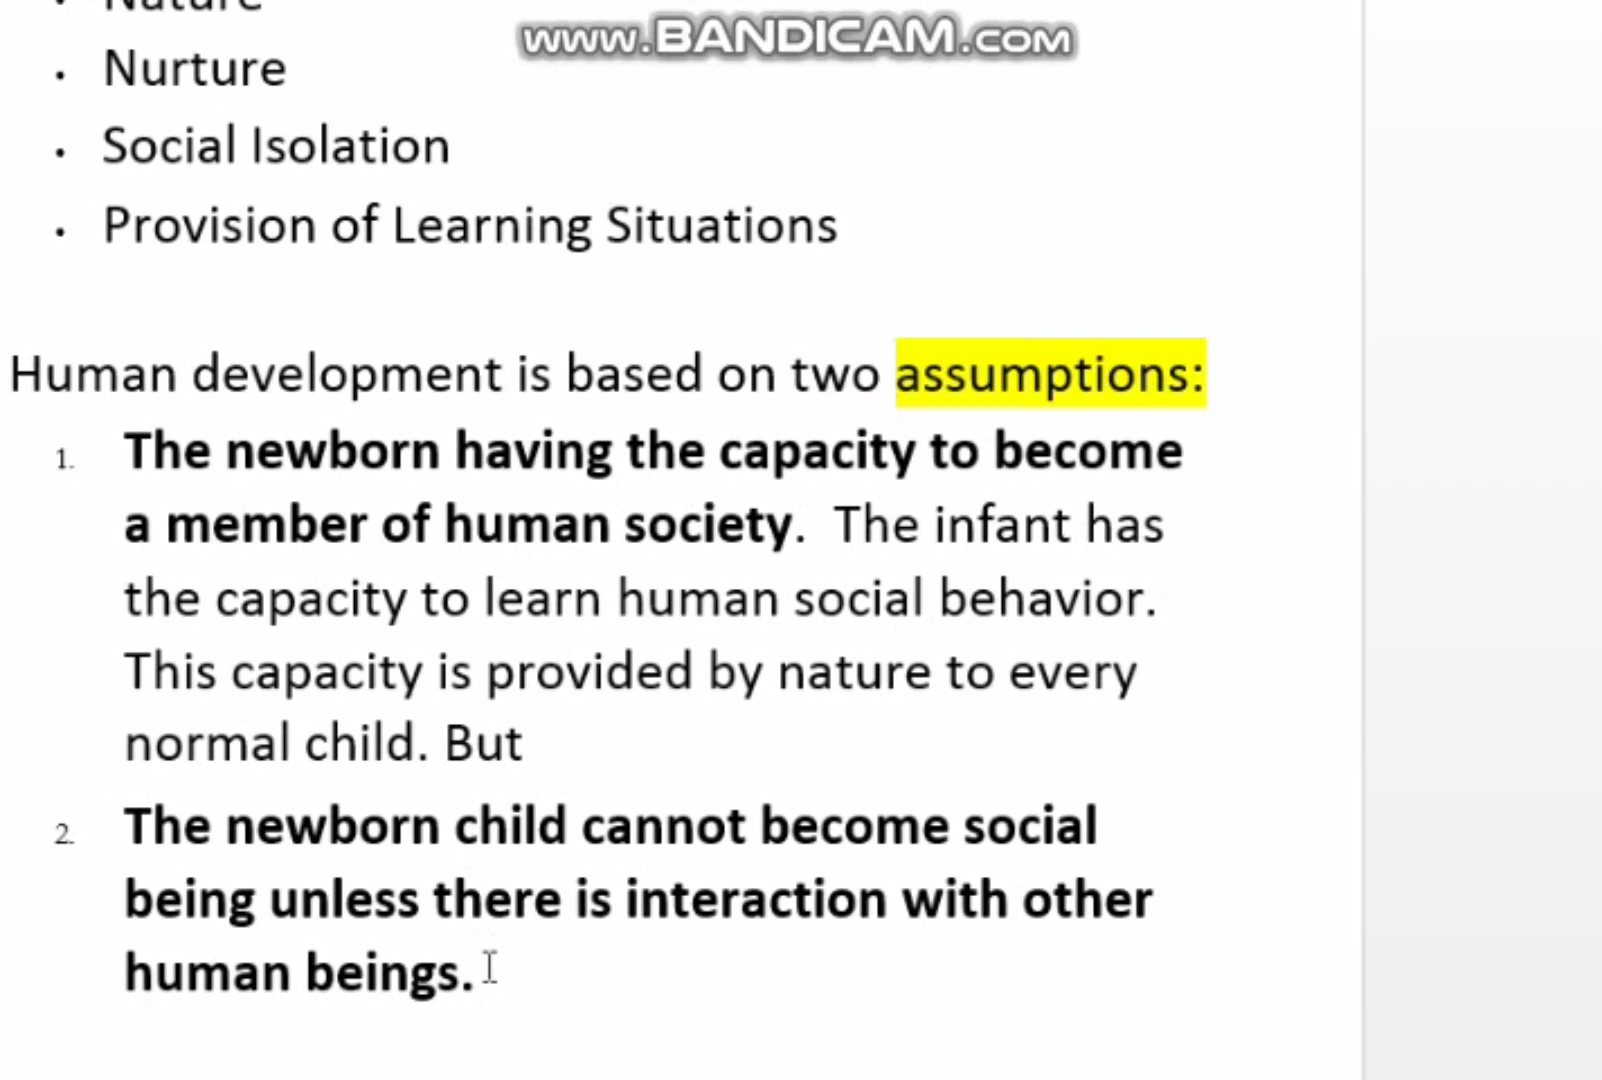 • Nature
www.BANDICAM.com
• Nurture
• Social Isolation
• Provision of Learning Situations
Human development is based on two assumptions:
1. The newborn having the capacity to become
a member of human society.  The infant has
the capacity to learn human social behavior.
This capacity is provided by nature to every
normal child. But
2. The newborn child cannot become social
being unless there is interaction with other
human beings.